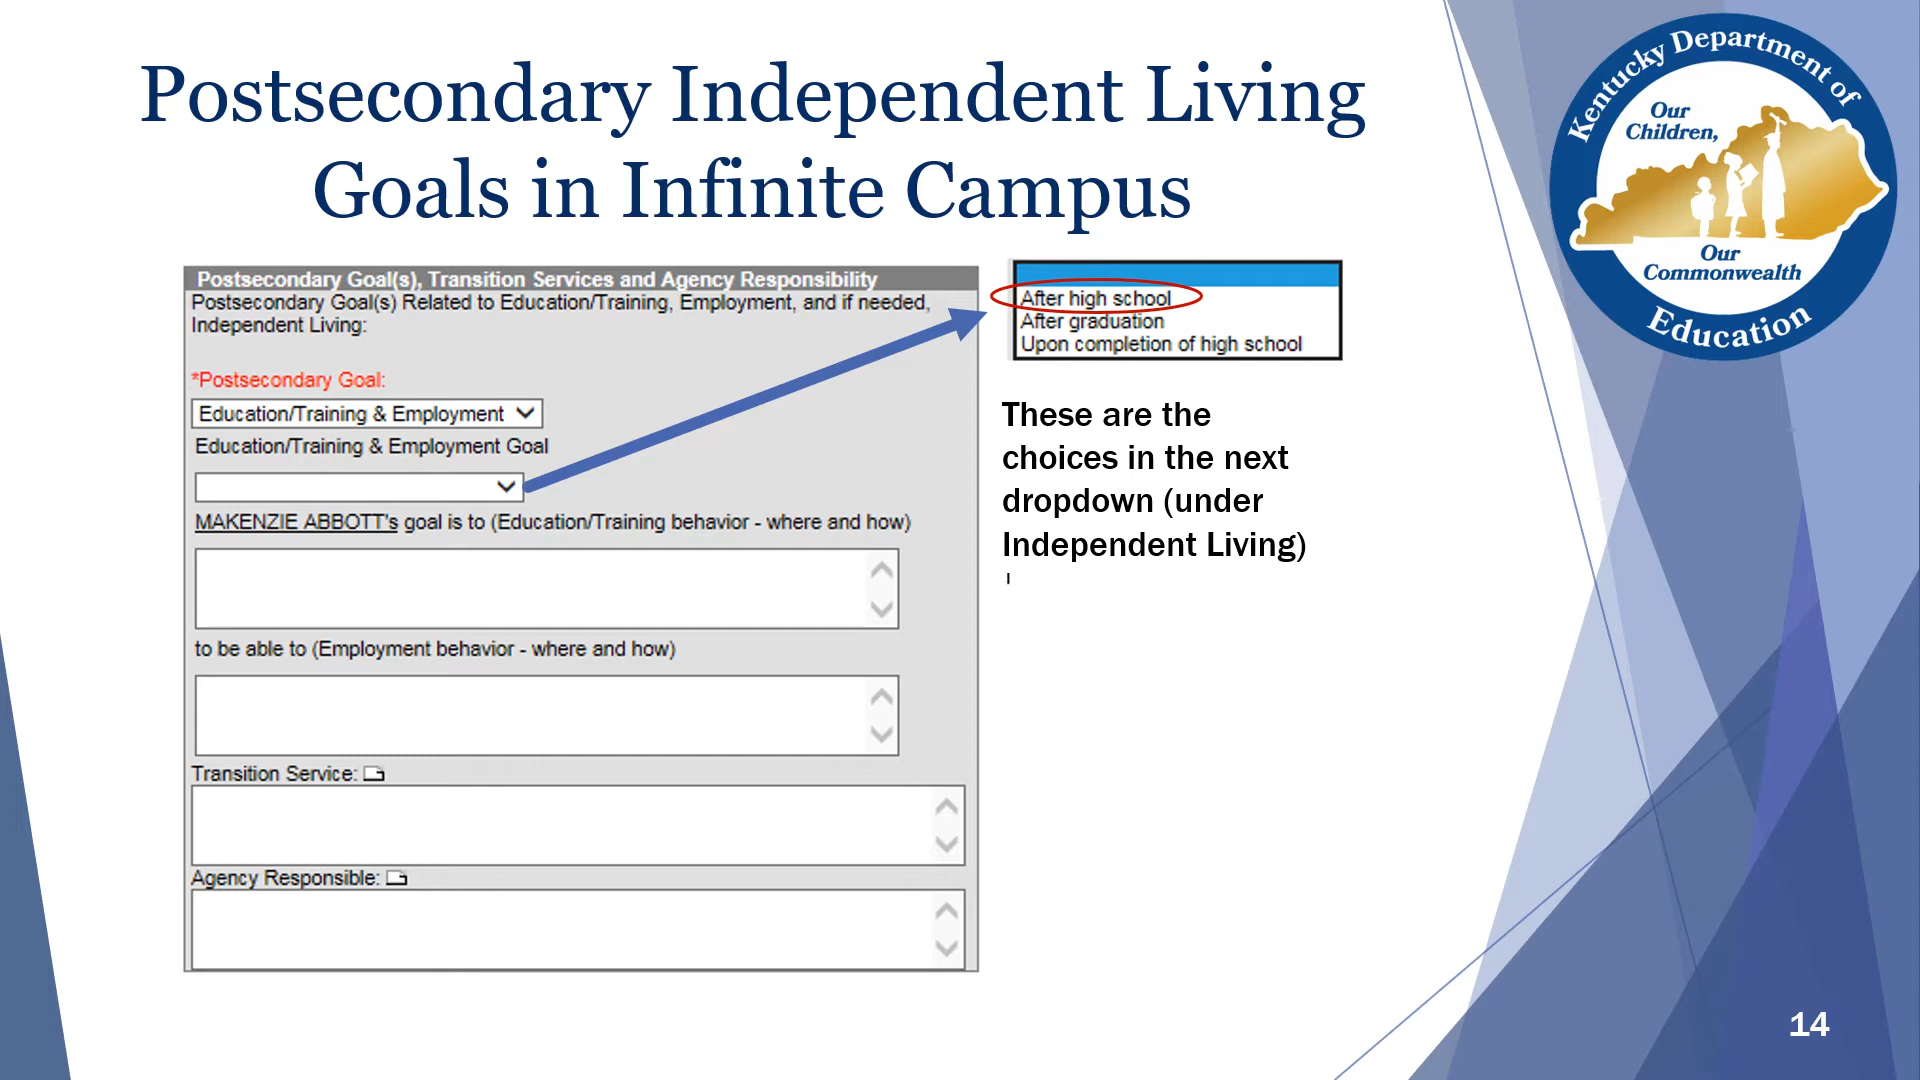 Postsecondary Independent Living
Goals in Infinite Campus
Kentucky Department of
Our
Children,
Our
Commonwealth
Education
Postsecondary Goal(s), Transition Services and Agency Responsibility
Postsecondary Goal(s) Related to Education/Training, Employment, and if needed,
Independent Living:
*Postsecondary Goal:
Education/Training & Employment
Education/Training & Employment Goal
MAKENZIE ABBOTT's goal is to (Education/Training behavior - where and how)
to be able to (Employment behavior - where and how)
Transition Service:
Agency Responsible:
After high school
After graduation
Upon completion of high school
These are the
choices in the next
dropdown (under
Independent Living)
14